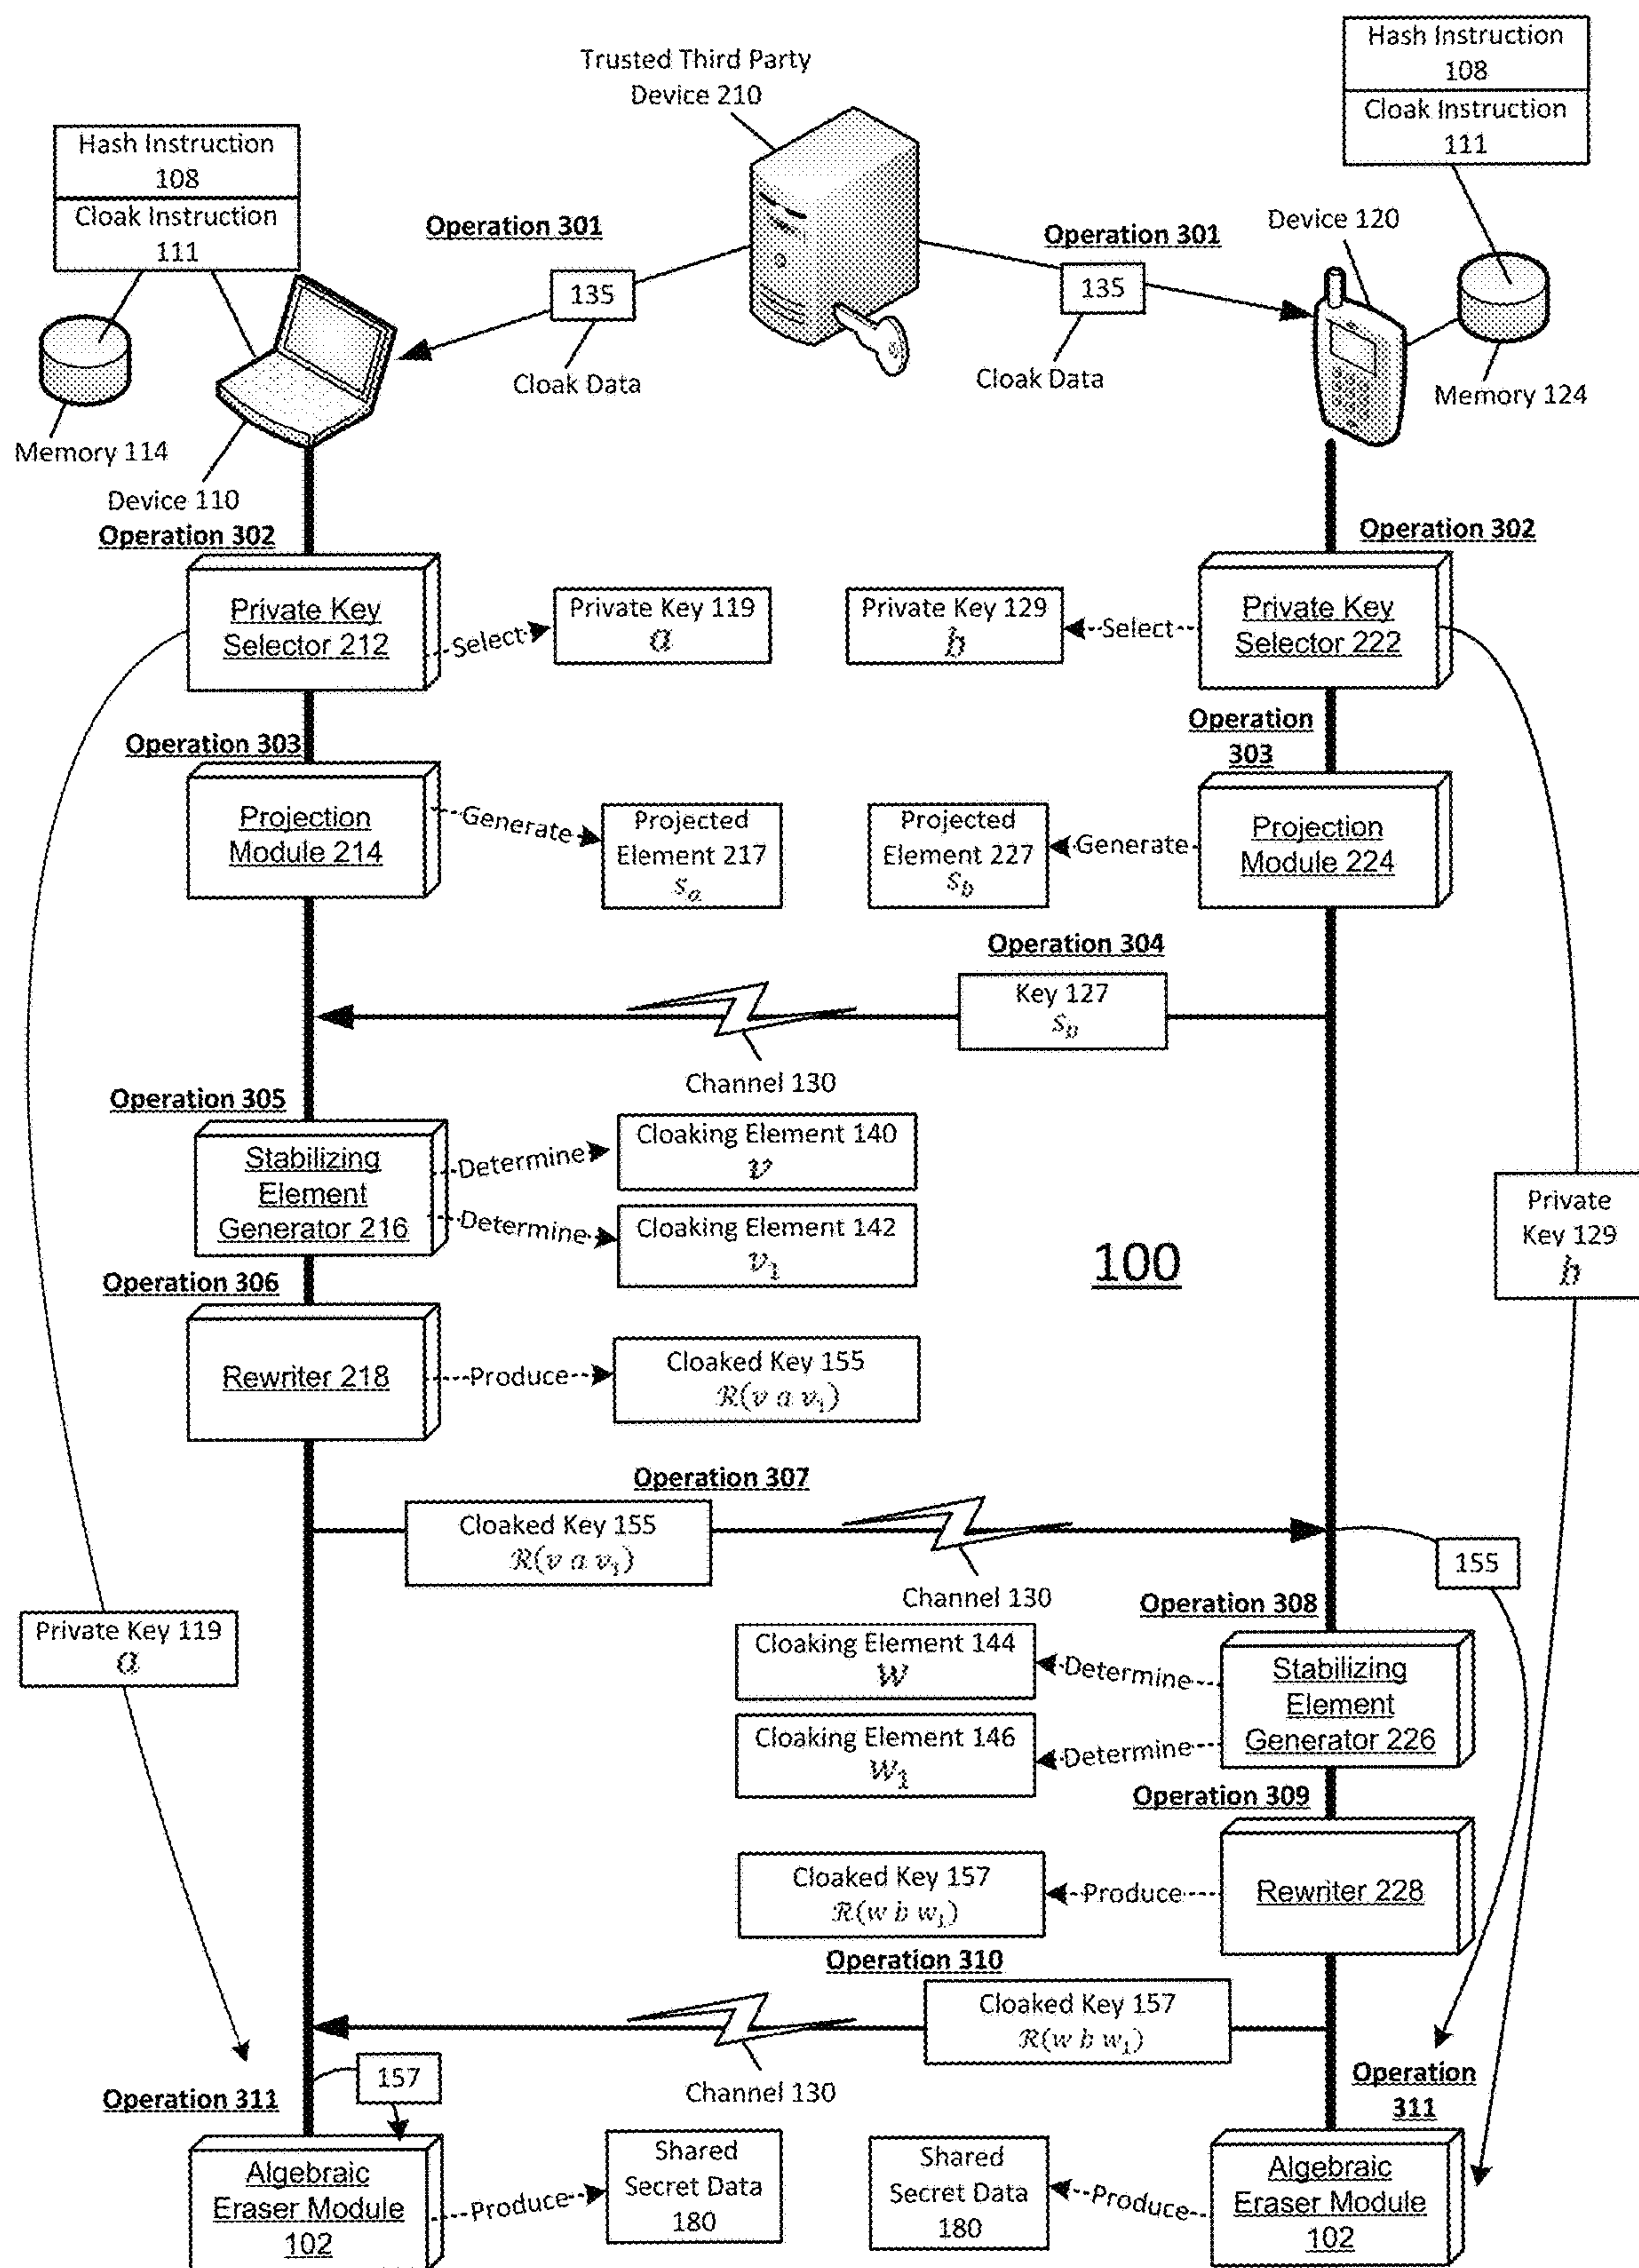 Trusted Third Party
Device 210
Hash Instruction
108
Cloak Instruction
111
Hash Instruction
108
Cloak Instruction
111
Operation 301
Operation 301
Device 120
135
135
Cloak Data
Cloak Data
Memory 114
Memory 124
Device 110
Operation 302
Operation 302
Private Key
Selector 212
Select
Private Key 119
a
Private Key 129
b
Select
Private Key
Selector 222
Operation 303
Operation
303
Projection
Module 214
Generate
Projected
Element 217
sₐ
Projected
Element 227
s_b
Generate
Projection
Module 224
Operation 304
Key 127
s_b
Channel 130
Operation 305
Stabilizing
Element
Generator 216
Determine
Cloaking Element 140
v
Determine
Cloaking Element 142
v₁
100
Private
Key 129
b
Operation 306
Rewriter 218
Produce
Cloaked Key 155
ℛ(v a v₁)
Operation 307
Cloaked Key 155
ℛ(v a v₁)
Channel 130
155
Private Key 119
a
Operation 308
Cloaking Element 144
w
Determine
Cloaking Element 146
w₁
Determine
Stabilizing
Element
Generator 226
Operation 309
Cloaked Key 157
ℛ(w b w₁)
Produce
Rewriter 228
Operation 310
Cloaked Key 157
ℛ(w b w₁)
Channel 130
Operation 311
157
Operation
311
Algebraic
Eraser Module
102
Produce
Shared
Secret Data
180
Shared
Secret Data
180
Produce
Algebraic
Eraser Module
102